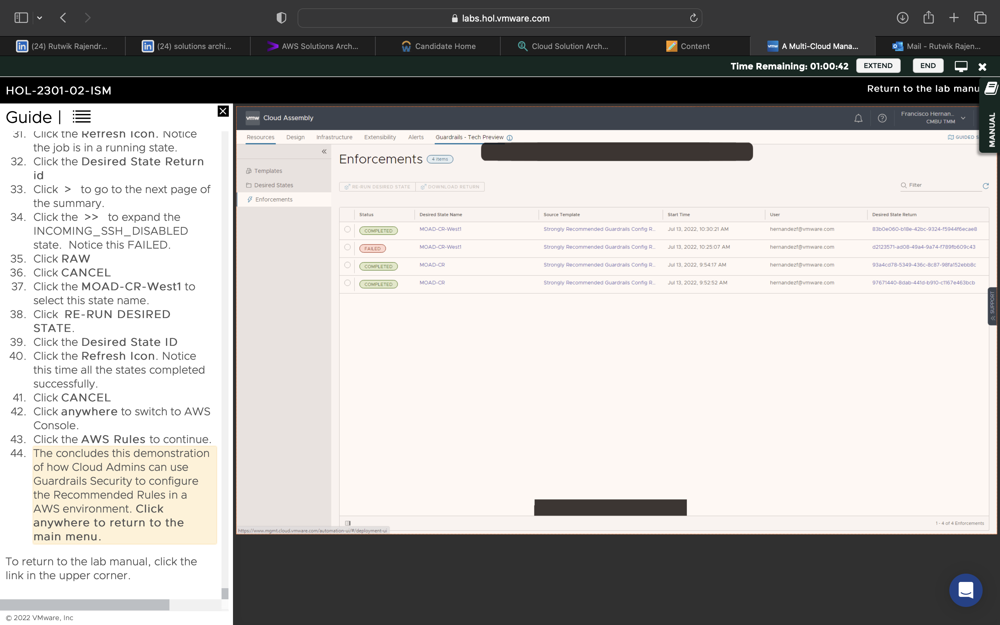 labs.hol.vmware.com
(24) Rutwik Rajendr...
(24) solutions archi...
AWS Solutions Arch...
Candidate Home
Cloud Solution Arch...
Content
vmw A Multi-Cloud Mana...
Mail - Rutwik Rajen...
Time Remaining: 01:00:42
EXTEND
END
HOL-2301-02-ISM
Return to the lab manu
MANUAL
Guide |
31. Click the Refresh Icon. Notice
the job is in a running state.
32. Click the Desired State Return
id
33. Click > to go to the next page of
the summary.
34. Click the >> to expand the
INCOMING_SSH_DISABLED
state. Notice this FAILED.
35. Click RAW
36. Click CANCEL
37. Click the MOAD-CR-West1 to
select this state name.
38. Click RE-RUN DESIRED
STATE.
39. Click the Desired State ID
40. Click the Refresh Icon. Notice
this time all the states completed
successfully.
41. Click CANCEL
42. Click anywhere to switch to AWS
Console.
43. Click the AWS Rules to continue.
44. The concludes this demonstration
of how Cloud Admins can use
Guardrails Security to configure
the Recommended Rules in a
AWS environment. Click
anywhere to return to the
main menu.
To return to the lab manual, click the
link in the upper corner.
© 2022 VMware, Inc
vmw Cloud Assembly
Francisco Hernan...
CMBU TMM
Resources Design Infrastructure Extensibility Alerts Guardrails - Tech Preview
GUIDED S
Templates
Desired States
Enforcements
Enforcements 4 items
RE-RUN DESIRED STATE DOWNLOAD RETURN
Filter
Status Desired State Name Source Template Start Time User Desired State Return
COMPLETED MOAD-CR-West1 Strongly Recommended Guardrails Config R... Jul 13, 2022, 10:30:21 AM hernandezf@vmware.com 83b0e060-b18e-42bc-9324-f5944f6ecae8
FAILED MOAD-CR-West1 Strongly Recommended Guardrails Config R... Jul 13, 2022, 10:25:07 AM hernandezf@vmware.com d2123571-ad08-49a4-9a74-f789fb609c43
COMPLETED MOAD-CR Strongly Recommended Guardrails Config R... Jul 13, 2022, 9:54:17 AM hernandezf@vmware.com 93a4cd78-5349-436c-8c87-98fa152ebb8c
COMPLETED MOAD-CR Strongly Recommended Guardrails Config R... Jul 13, 2022, 9:52:52 AM hernandezf@vmware.com 97671440-8dab-441d-b910-c1167e463bcb
SUPPORT
1 - 4 of 4 Enforcements
https://www.mgmt.cloud.vmware.com/automation-ui/#/deployment-ui